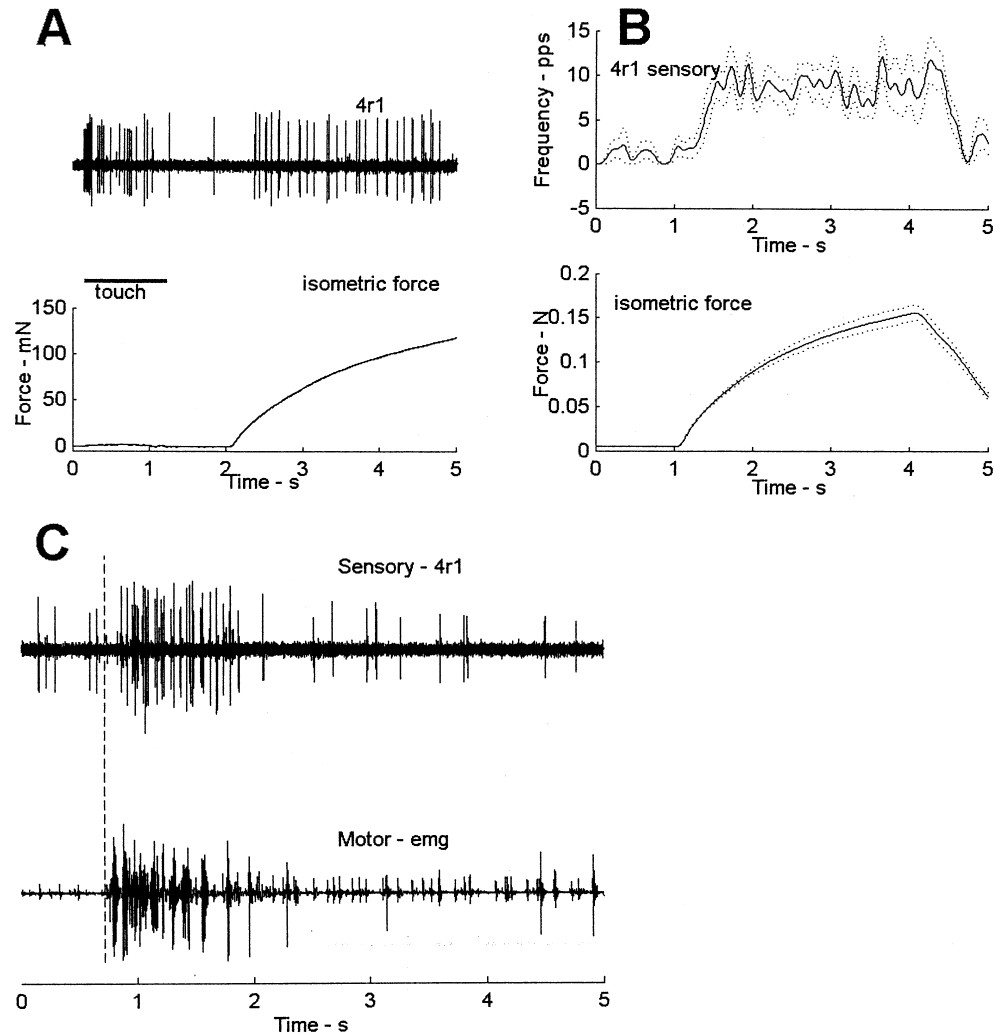 A
4r1
touch
isometric force
Force - mN
150
100
50
0
0 1 2 3 4 5
Time - s
B
4r1 sensory
Frequency - pps
15
10
5
0
-5
0 1 2 3 4 5
Time - s
isometric force
Force - N
0.2
0.15
0.1
0.05
0
0 1 2 3 4 5
Time - s
C
Sensory - 4r1
Motor - emg
0 1 2 3 4 5
Time - s